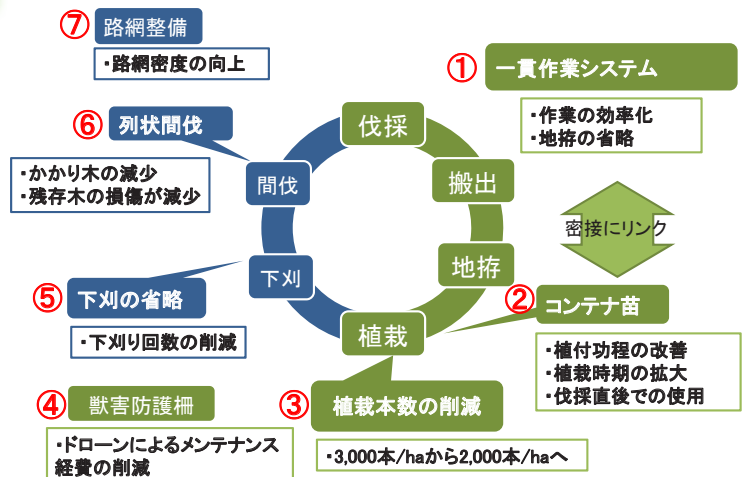 ⑦ 路網整備
・路網密度の向上
① 一貫作業システム
・作業の効率化
・地拵の省略
⑥ 列状間伐
・かかり木の減少
・残存木の損傷が減少
伐採
搬出
地拵
植栽
下刈
間伐
密接にリンク
② コンテナ苗
・植付功程の改善
・植栽時期の拡大
・伐採直後での使用
⑤ 下刈の省略
・下刈り回数の削減
④ 獣害防護柵
・ドローンによるメンテナンス
経費の削減
③ 植栽本数の削減
・3,000本/haから2,000本/haへ